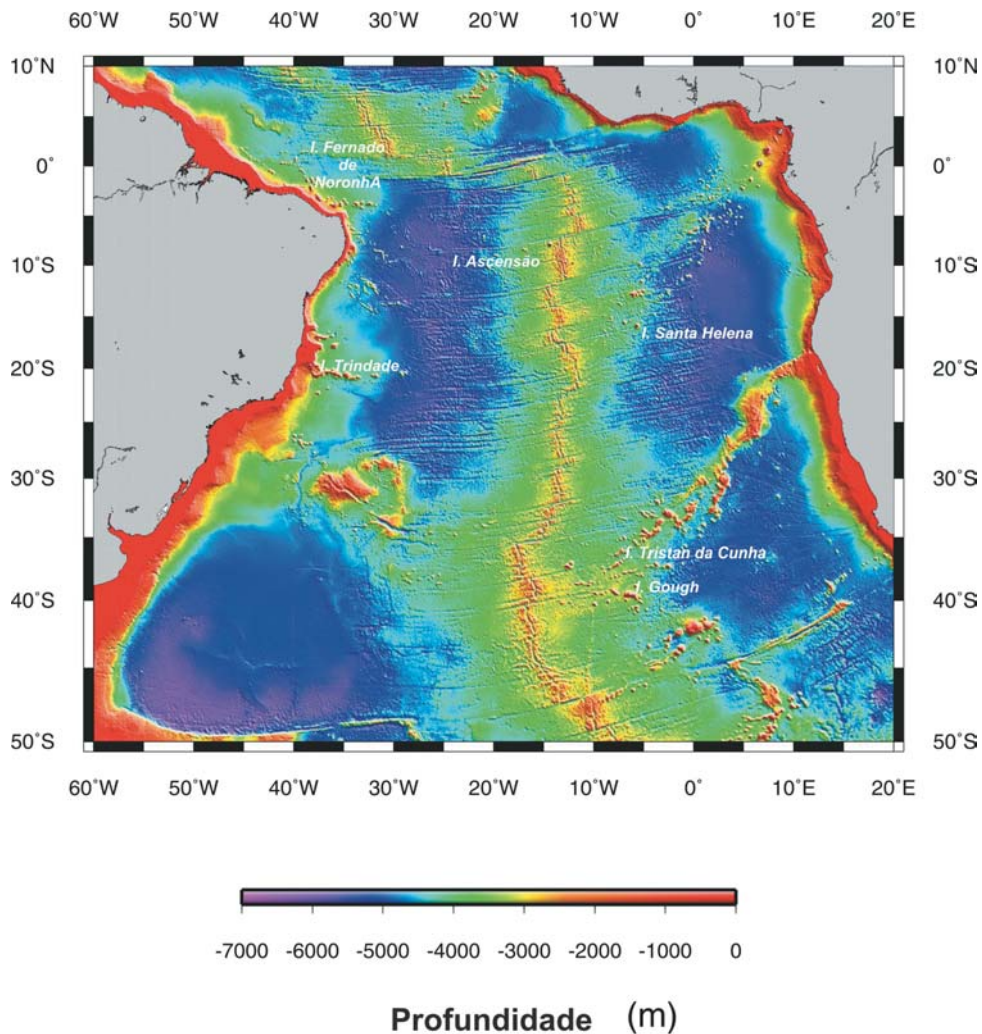 60˚W 50˚W 40˚W 30˚W 20˚W 10˚W 0˚ 10˚E 20˚E
10˚N 10˚N
I. Fernado
0˚ de 0˚
NoronhA
10˚S I. Ascensão 10˚S
I. Santa Helena
20˚S I. Trindade 20˚S
30˚S 30˚S
I. Tristan da Cunha
40˚S I. Gough 40˚S
50˚S 50˚S
60˚W 50˚W 40˚W 30˚W 20˚W 10˚W 0˚ 10˚E 20˚E
-7000 -6000 -5000 -4000 -3000 -2000 -1000 0
Profundidade (m)